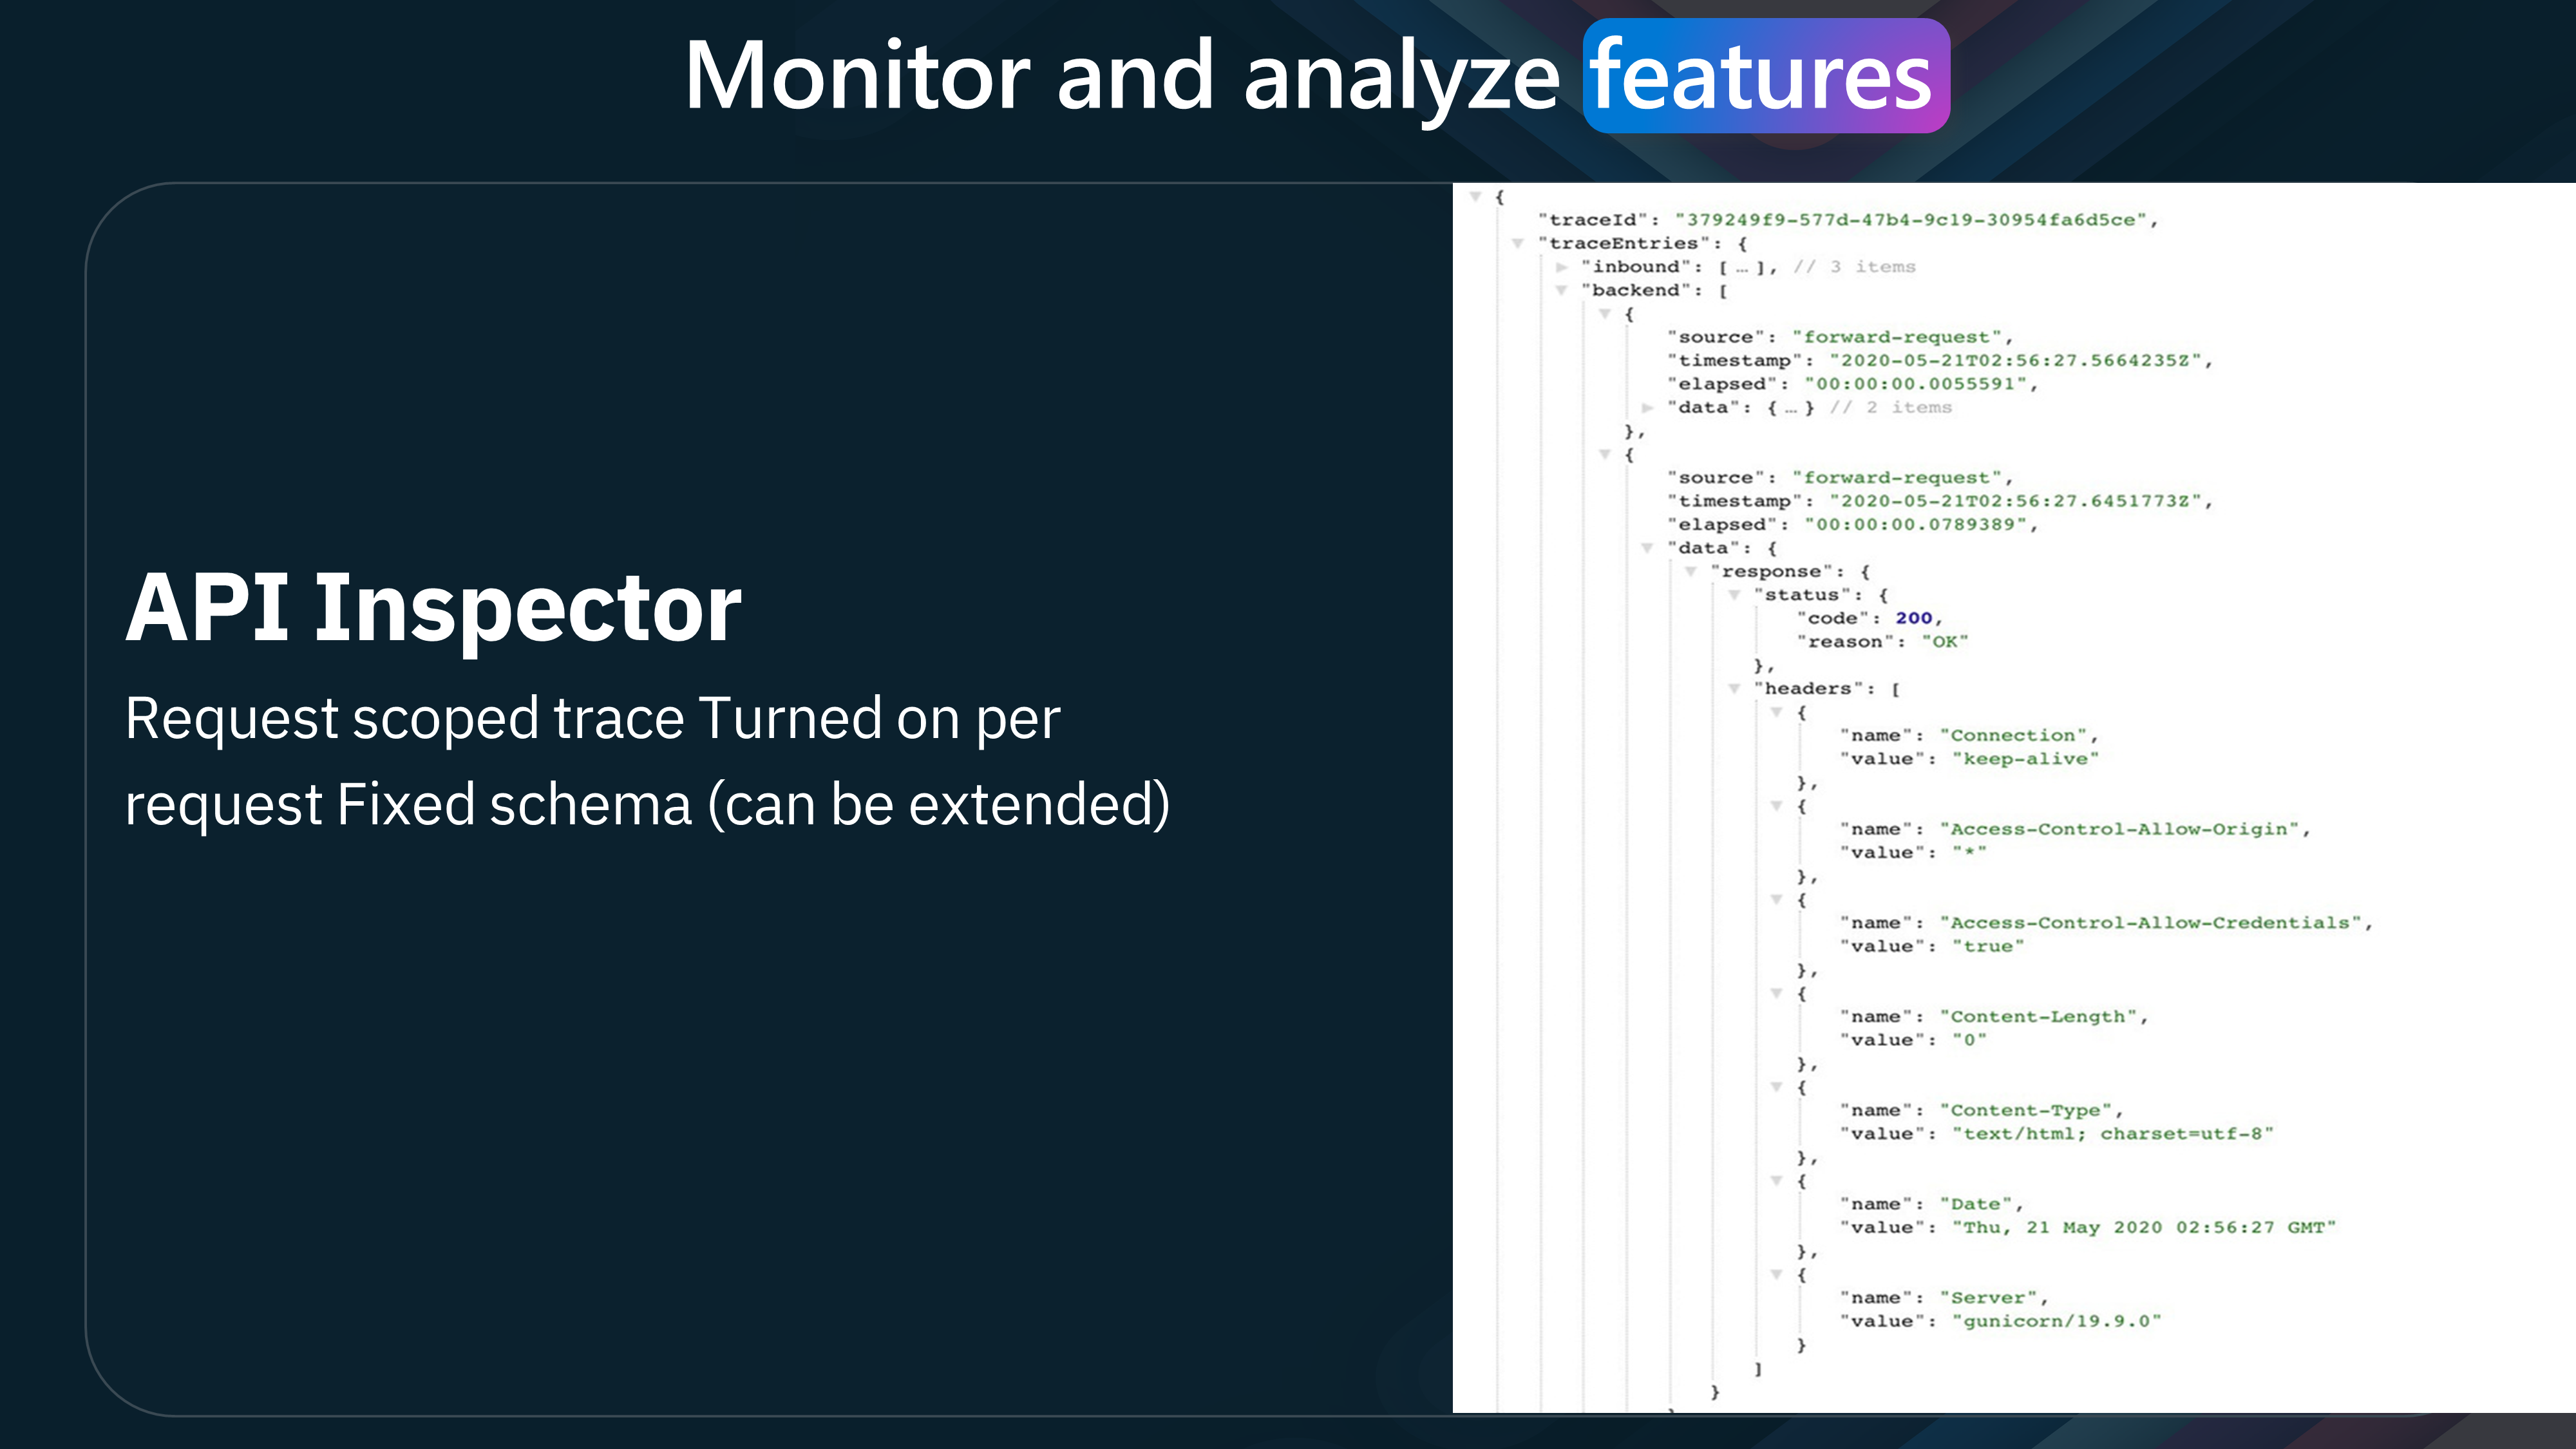 Monitor and analyze features
API Inspector
Request scoped trace Turned on per
request Fixed schema (can be extended)
{
"traceId": "379249f9-577d-47b4-9c19-30954fa6d5ce",
"traceEntries": {
"inbound": [ … ], // 3 items
"backend": [
{
"source": "forward-request",
"timestamp": "2020-05-21T02:56:27.5664235Z",
"elapsed": "00:00:00.0055591",
"data": { … } // 2 items
},
{
"source": "forward-request",
"timestamp": "2020-05-21T02:56:27.6451773Z",
"elapsed": "00:00:00.0789389",
"data": {
"response": {
"status": {
"code": 200,
"reason": "OK"
},
"headers": [
{
"name": "Connection",
"value": "keep-alive"
},
{
"name": "Access-Control-Allow-Origin",
"value": "*"
},
{
"name": "Access-Control-Allow-Credentials",
"value": "true"
},
{
"name": "Content-Length",
"value": "0"
},
{
"name": "Content-Type",
"value": "text/html; charset=utf-8"
},
{
"name": "Date",
"value": "Thu, 21 May 2020 02:56:27 GMT"
},
{
"name": "Server",
"value": "gunicorn/19.9.0"
}
]
}